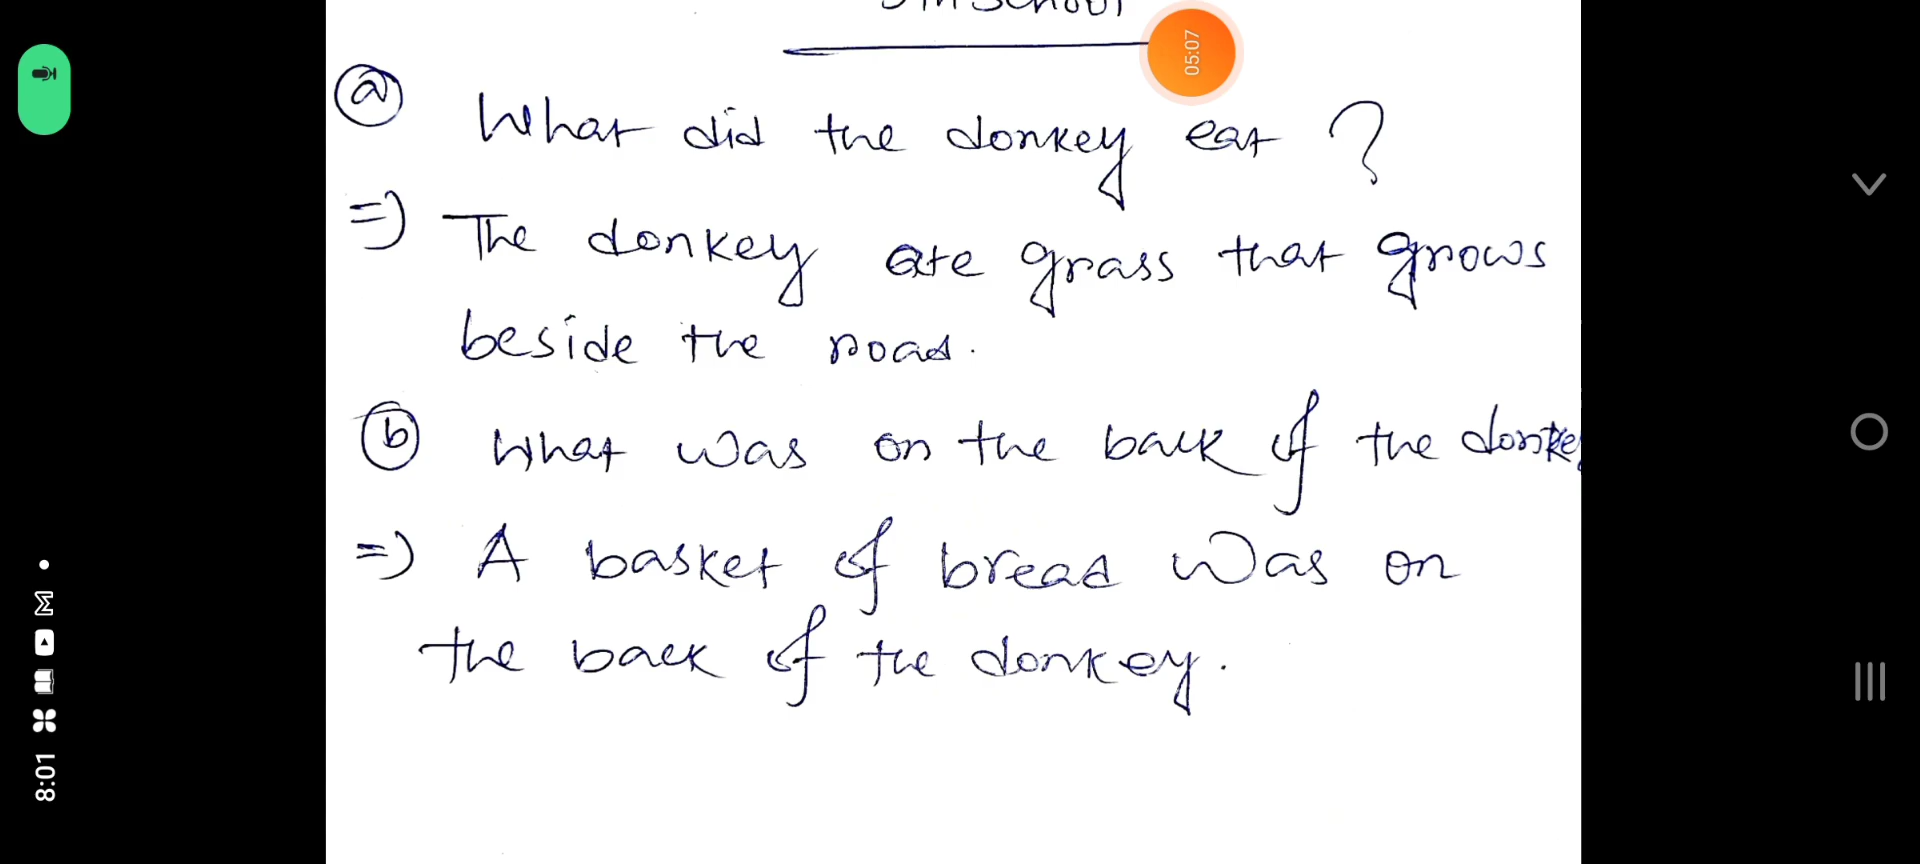 05:07
ⓐ What did the donkey eat ?
=) The donkey ate grass that grows
beside the road.
ⓑ What was on the back of the donke
=) A basket of bread was on
the back of the donkey.
8:01